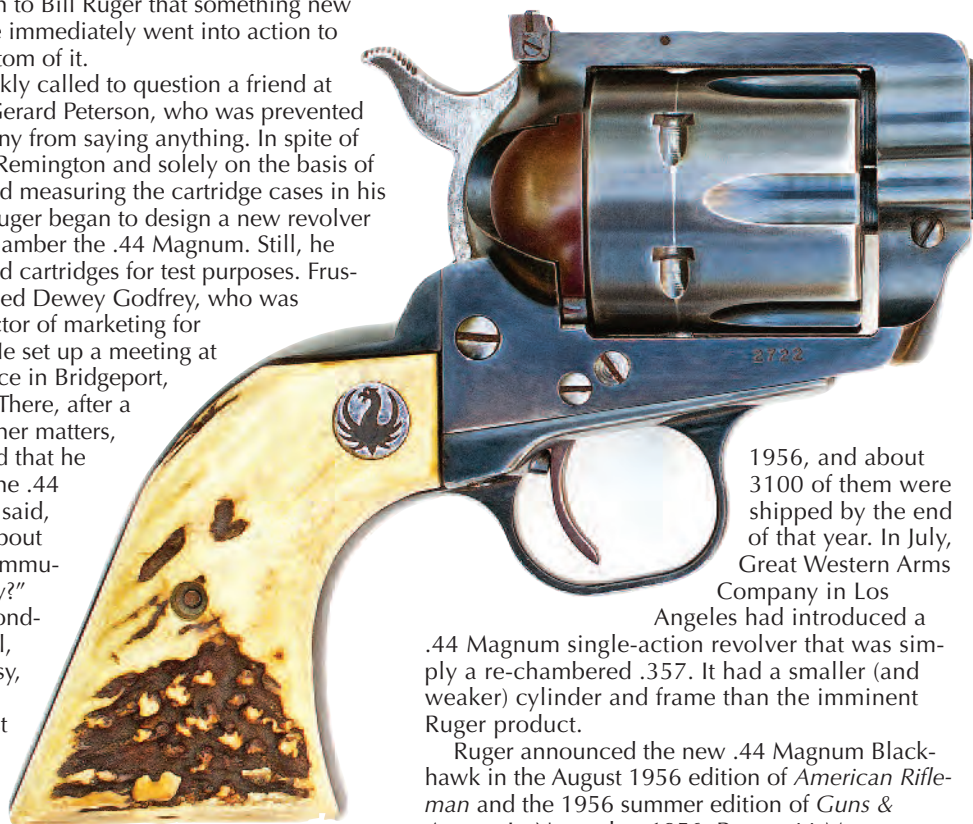 n to Bill Ruger that something new
e immediately went into action to
tom of it.
kly called to question a friend at
Gerard Peterson, who was prevented
ny from saying anything. In spite of
Remington and solely on the basis of
d measuring the cartridge cases in his
uger began to design a new revolver
amber the .44 Magnum. Still, he
d cartridges for test purposes. Frus-
red Dewey Godfrey, who was
ctor of marketing for
le set up a meeting at
ce in Bridgeport,
There, after a
her matters,
d that he
he .44
said,
bout
mmu-
y?"
ond-
l,
sy,
t
2722
1956, and about
3100 of them were
shipped by the end
of that year. In July,
Great Western Arms
Company in Los
Angeles had introduced a
.44 Magnum single-action revolver that was sim-
ply a re-chambered .357. It had a smaller (and
weaker) cylinder and frame than the imminent
Ruger product.
Ruger announced the new .44 Magnum Black-
hawk in the August 1956 edition of American Rifle-
man and the 1956 summer edition of Guns &